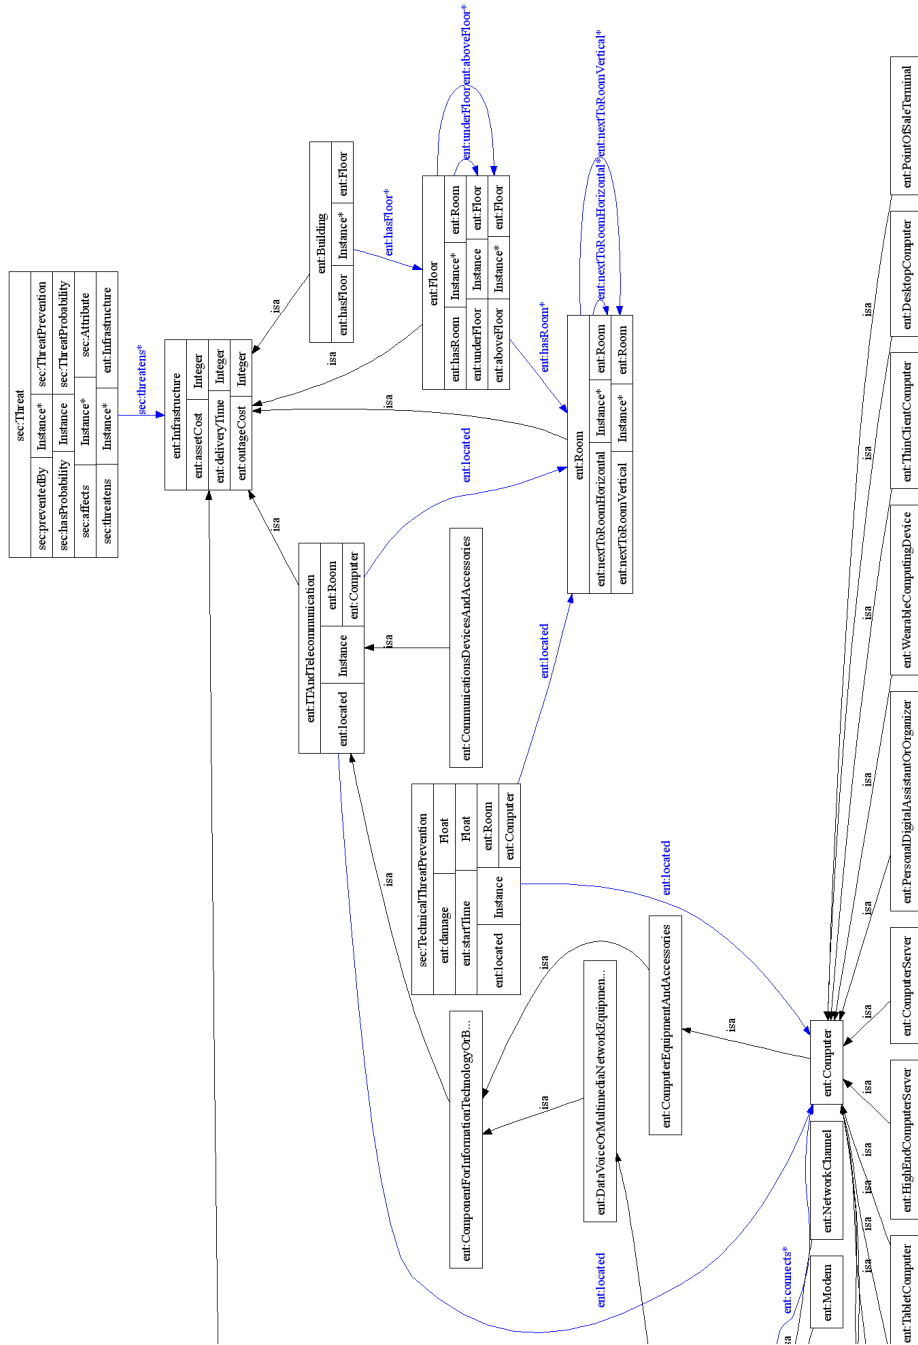 sec:Threat
sec:preventedBy Instance* sec:ThreatPrevention
sec:hasProbability Instance sec:ThreatProbability
sec:affects Instance* sec:Attribute
sec:threatens Instance* ent:Infrastructure
sec:threatens*
ent:Infrastructure
ent:assetCost Integer
ent:deliveryTime Integer
ent:outageCost Integer
isa
ent:Building
ent:hasFloor Instance* ent:Floor
ent:hasFloor*
isa
ent:Floor
ent:hasRoom Instance* ent:Room
ent:underFloor Instance ent:Floor
ent:aboveFloor Instance* ent:Floor
ent:underFloor
ent:aboveFloor*
ent:hasRoom*
isa
ent:Room
ent:nextToRoomHorizontal Instance* ent:Room
ent:nextToRoomVertical Instance* ent:Room
ent:nextToRoomHorizontal*
ent:nextToRoomVertical*
isa
ent:located
ent:ITAndTelecommunication
ent:located Instance ent:Room
ent:Computer
isa
ent:CommunicationsDevicesAndAccessories
ent:located
sec:TechnicalThreatPrevention
ent:damage Float
ent:startTime Float
ent:located Instance ent:Room
ent:Computer
isa
ent:located
ent:ComponentForInformationTechnologyOrB...
isa
isa
ent:DataVoiceOrMultimediaNetworkEquipmen...
ent:ComputerEquipmentAndAccessories
isa
ent:located
ent:connects*
ent:Computer
ent:NetworkChannel
ent:Modem
isa
isa
isa
isa
isa
isa
isa
isa
isa
isa
isa
ent:PointOfSaleTerminal
ent:DesktopComputer
ent:ThinClientComputer
ent:WearableComputingDevice
ent:PersonalDigitalAssistantOrOrganizer
ent:ComputerServer
ent:HighEndComputerServer
ent:TabletComputer